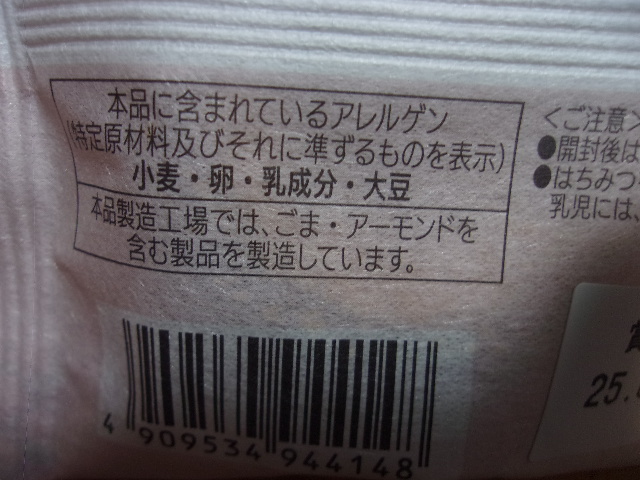 本品に含まれているアレルゲン
(特定原材料及びそれに準ずるものを表示)
小麦・卵・乳成分・大豆
本品製造工場では、ごま・アーモンドを
含む製品を製造しています。
<ご注意>
●開封後は
●はちみつ
乳児には、
25.
4 909534 944148